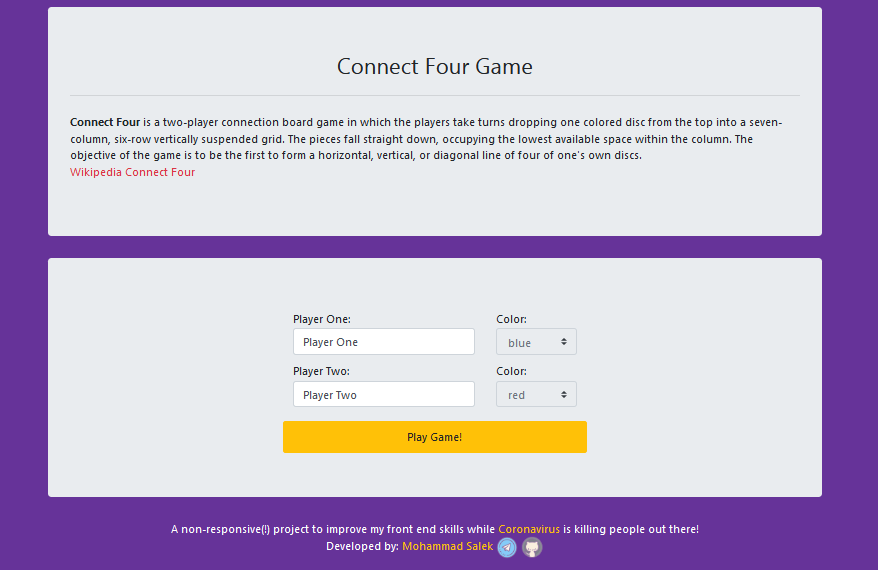 Connect Four Game
Connect Four is a two-player connection board game in which the players take turns dropping one colored disc from the top into a seven-
column, six-row vertically suspended grid. The pieces fall straight down, occupying the lowest available space within the column. The
objective of the game is to be the first to form a horizontal, vertical, or diagonal line of four of one's own discs.
Wikipedia Connect Four
Player One: Color:
Player One blue
Player Two: Color:
Player Two red
Play Game!
A non-responsive(!) project to improve my front end skills while Coronavirus is killing people out there!
Developed by: Mohammad Salek